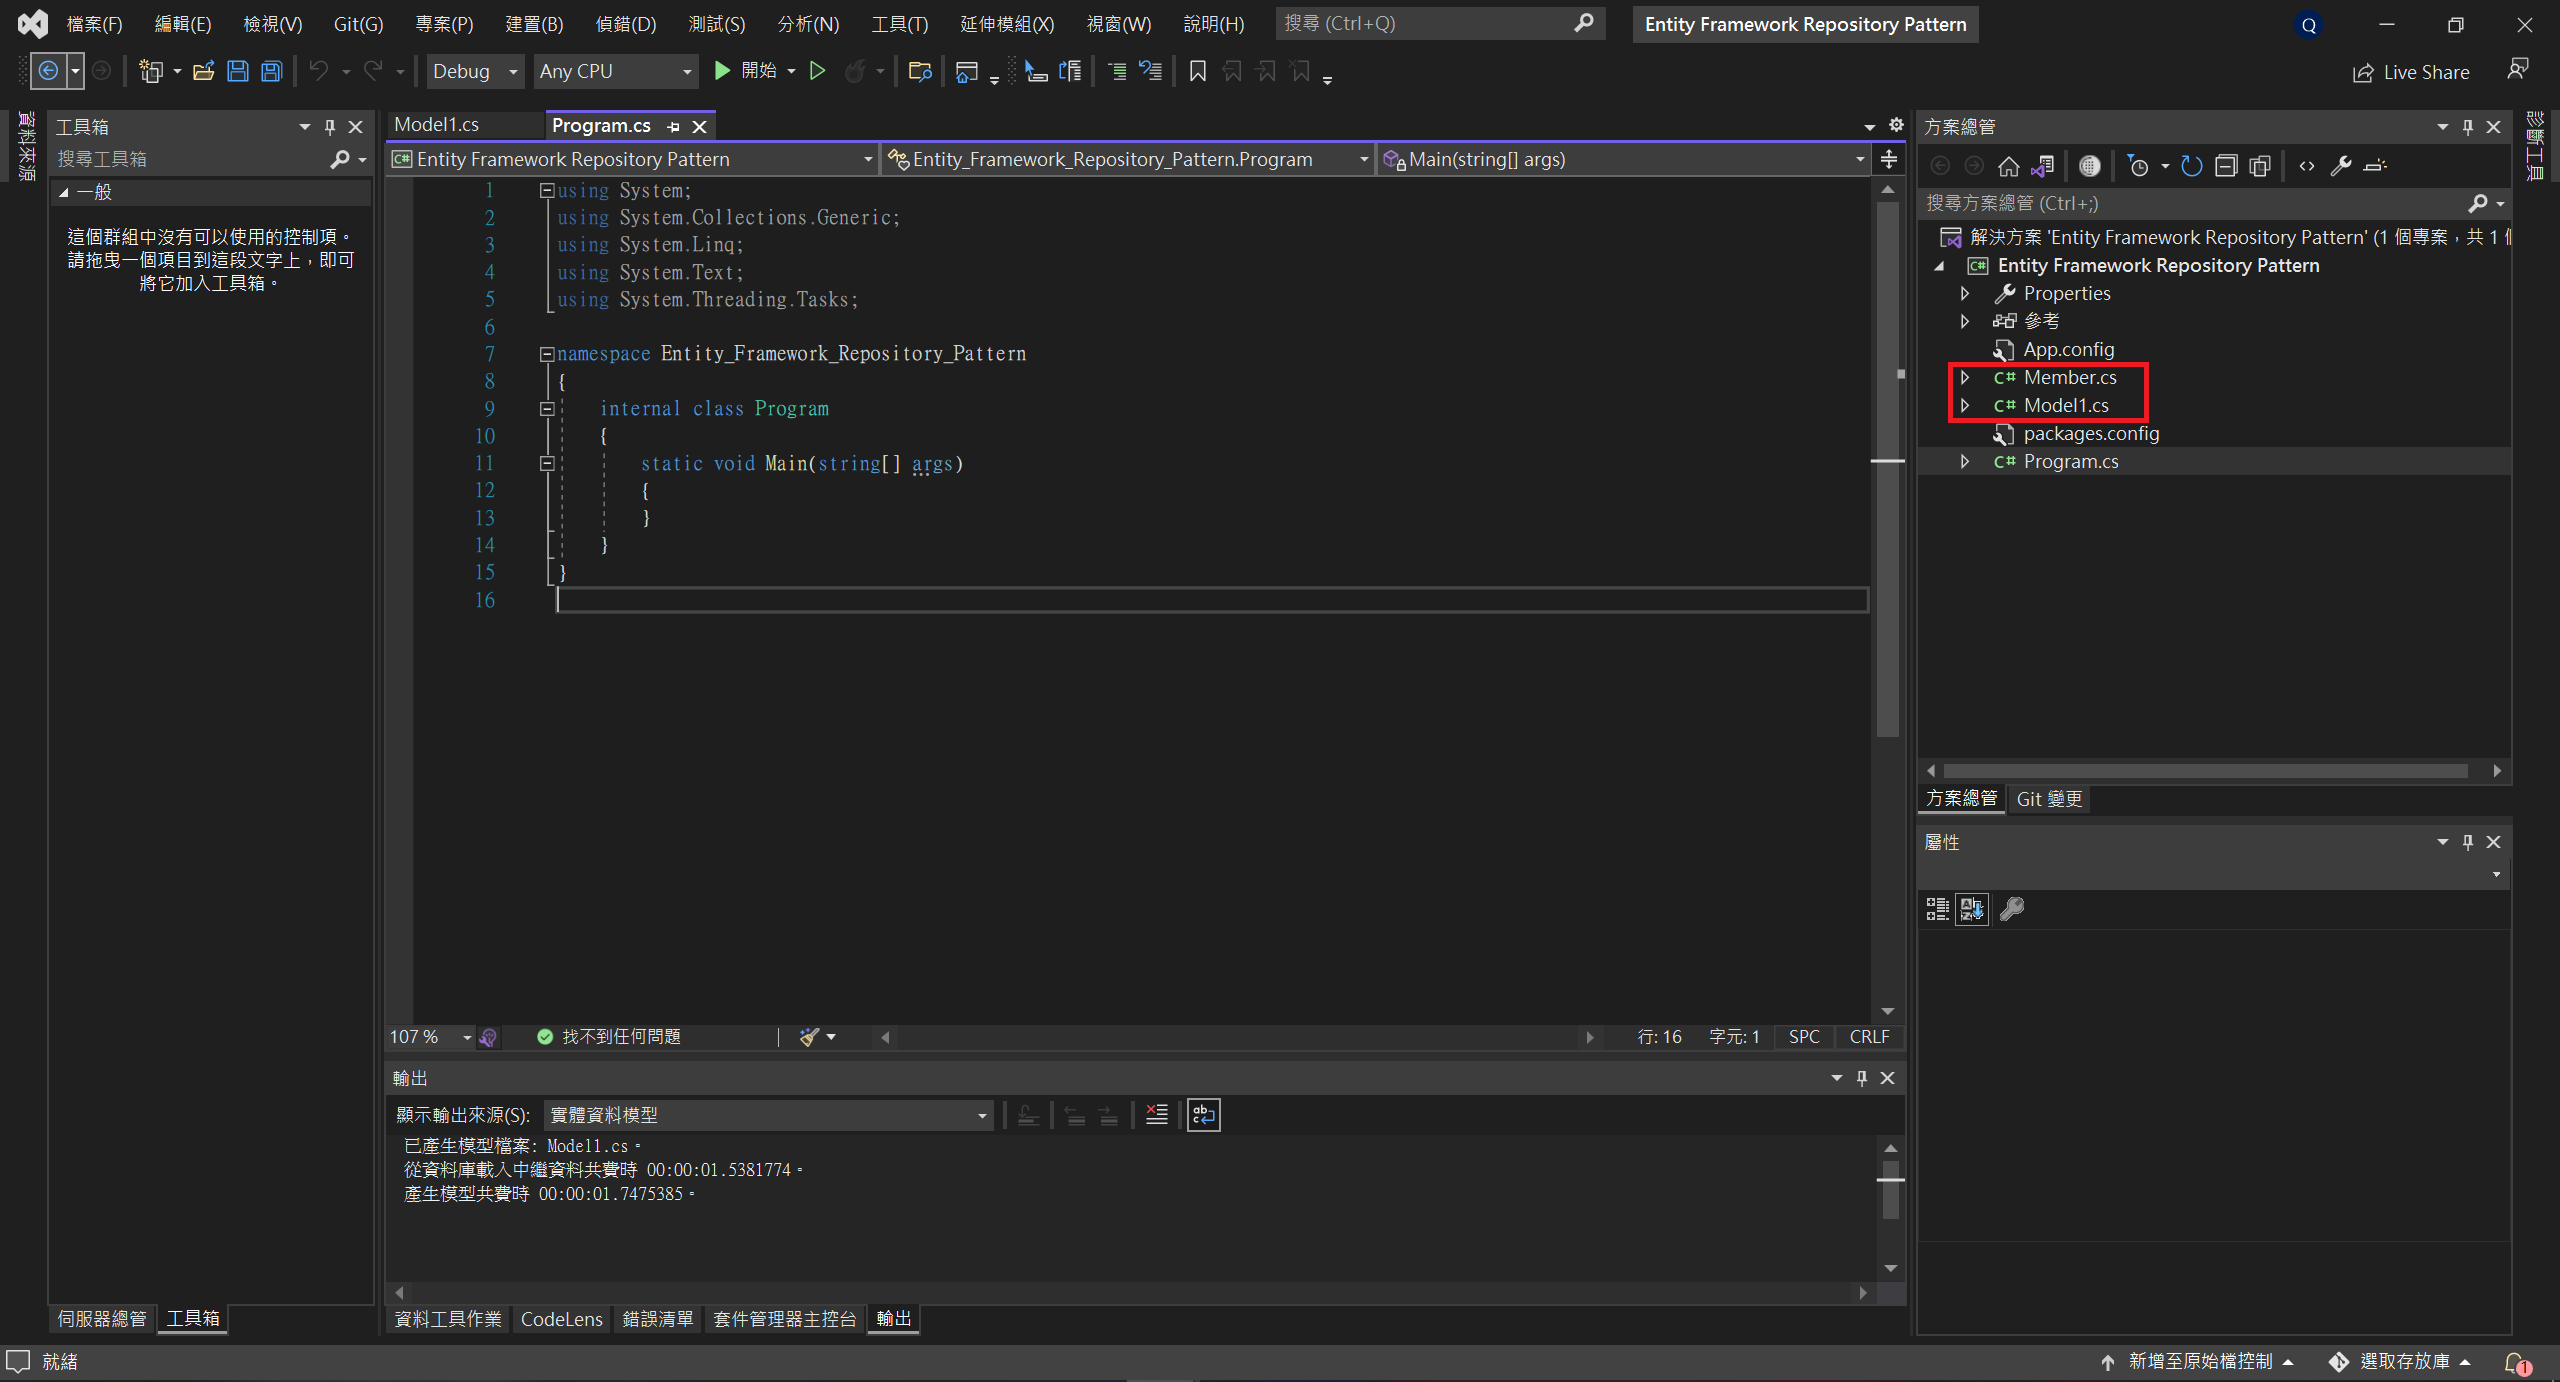 檔案(F) 編輯(E) 檢視(V) Git(G) 專案(P) 建置(B) 偵錯(D) 測試(S) 分析(N) 工具(T) 延伸模組(X) 視窗(W) 說明(H) 搜尋 (Ctrl+Q) Entity Framework Repository Pattern Q
Debug Any CPU 開始 Live Share
資料來源
工具箱
搜尋工具箱
一般
這個群組中沒有可以使用的控制項。
請拖曳一個項目到這段文字上，即可
將它加入工具箱。
伺服器總管 工具箱
Model1.cs Program.cs
Entity Framework Repository Pattern Entity_Framework_Repository_Pattern.Program Main(string[] args)
1 using System;
2 using System.Collections.Generic;
3 using System.Linq;
4 using System.Text;
5 using System.Threading.Tasks;
6
7 namespace Entity_Framework_Repository_Pattern
8 {
9 internal class Program
10 {
11 static void Main(string[] args)
12 {
13 }
14 }
15 }
16
107 % 找不到任何問題 行: 16 字元: 1 SPC CRLF
輸出
顯示輸出來源(S): 實體資料模型
已產生模型檔案: Model1.cs。
從資料庫載入中繼資料共費時 00:00:01.5381774。
產生模型共費時 00:00:01.7475385。
資料工具作業 CodeLens 錯誤清單 套件管理器主控台 輸出
方案總管
搜尋方案總管 (Ctrl+;)
解決方案 'Entity Framework Repository Pattern' (1 個專案，共 1
Entity Framework Repository Pattern
Properties
參考
App.config
C# Member.cs
C# Model1.cs
packages.config
C# Program.cs
方案總管 Git 變更
屬性
診斷工具
就緒 新增至原始檔控制 選取存放庫 1